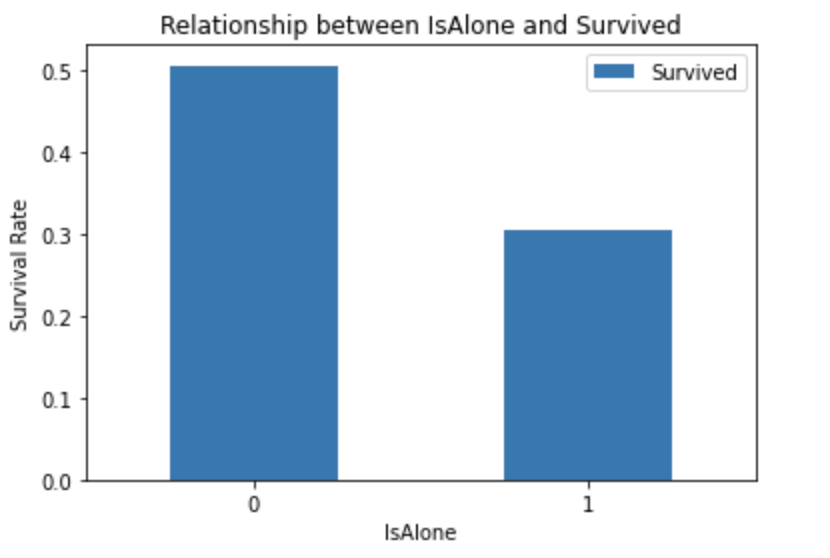 Relationship between IsAlone and Survived
Survived
Survival Rate
0.5
0.4
0.3
0.2
0.1
0.0
0 1
IsAlone